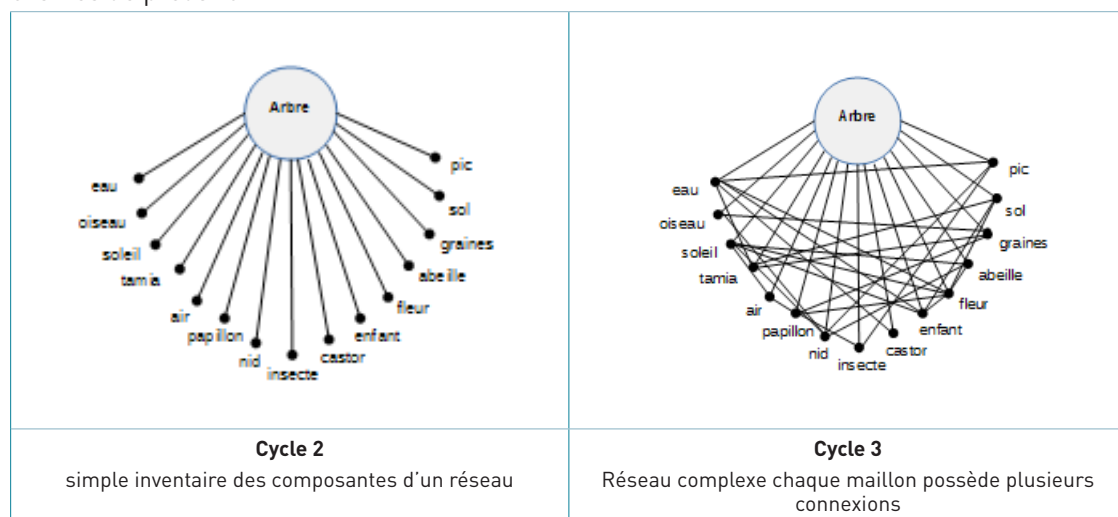 Arbre
eau
oiseau
soleil
tamia
air
papillon
nid
insecte
castor
enfant
fleur
abeille
graines
sol
pic
Arbre
eau
oiseau
soleil
tamia
air
papillon
nid
insecte
castor
enfant
fleur
abeille
graines
sol
pic
Cycle 2
simple inventaire des composantes d'un réseau
Cycle 3
Réseau complexe chaque maillon possède plusieurs
connexions